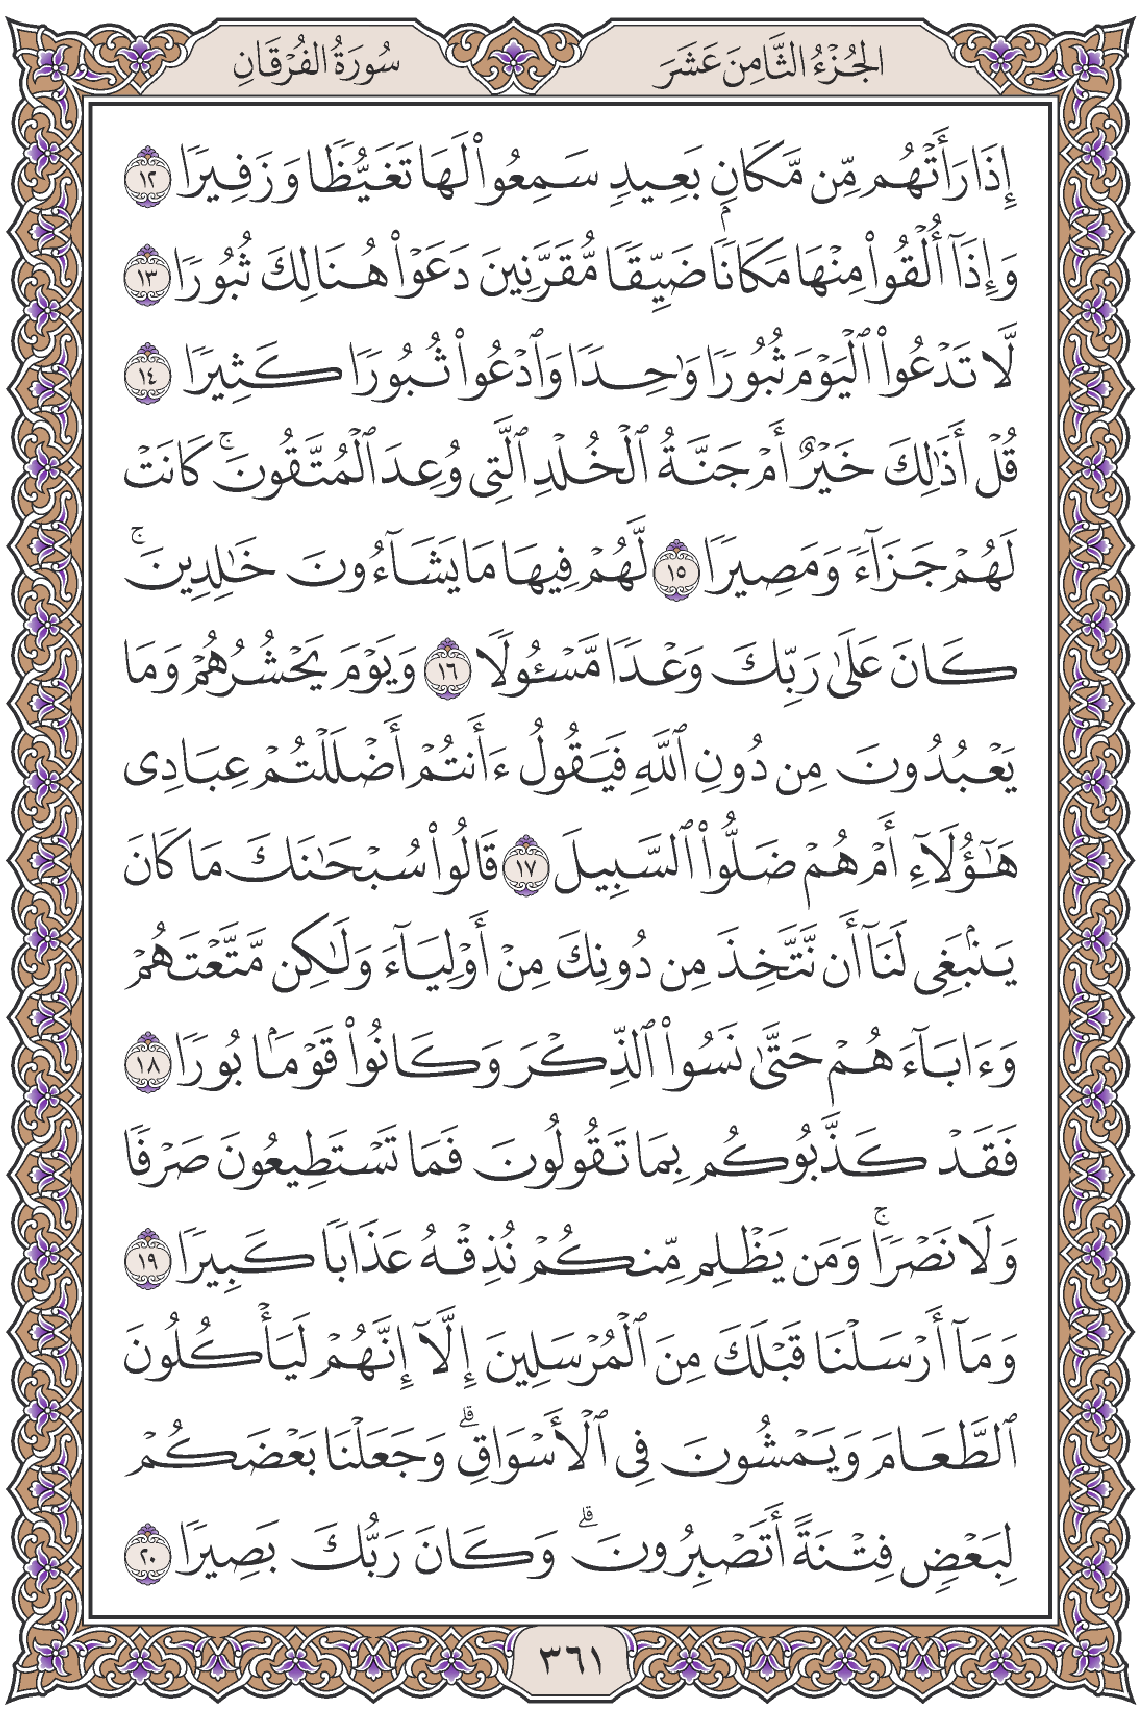 الجُزْءُ الثَّامِنَ عَشَرَ
سُورَةُ الفُرْقَانِ
إِذَا رَأَتْهُم مِّن مَّكَانِۭ بَعِيدٖ سَمِعُواْ لَهَا تَغَيُّظٗا وَزَفِيرٗا ١٢
وَإِذَآ أُلۡقُواْ مِنۡهَا مَكَانٗا ضَيِّقٗا مُّقَرَّنِينَ دَعَوۡاْ هُنَالِكَ ثُبُورٗا ١٣
لَّا تَدۡعُواْ ٱلۡيَوۡمَ ثُبُورٗا وَٰحِدٗا وَٱدۡعُواْ ثُبُورٗا كَثِيرٗا ١٤
قُلۡ أَذَٰلِكَ خَيۡرٌ أَمۡ جَنَّةُ ٱلۡخُلۡدِ ٱلَّتِي وُعِدَ ٱلۡمُتَّقُونَۚ كَانَتۡ
لَهُمۡ جَزَآءٗ وَمَصِيرٗا ١٥ لَّهُمۡ فِيهَا مَا يَشَآءُونَ خَٰلِدِينَۚ
كَانَ عَلَىٰ رَبِّكَ وَعۡدٗا مَّسۡـُٔولٗا ١٦ وَيَوۡمَ يَحۡشُرُهُمۡ وَمَا
يَعۡبُدُونَ مِن دُونِ ٱللَّهِ فَيَقُولُ ءَأَنتُمۡ أَضۡلَلۡتُمۡ عِبَادِي
هَٰٓؤُلَآءِ أَمۡ هُمۡ ضَلُّواْ ٱلسَّبِيلَ ١٧ قَالُواْ سُبۡحَٰنَكَ مَا كَانَ
يَنۢبَغِي لَنَآ أَن نَّتَّخِذَ مِن دُونِكَ مِنۡ أَوۡلِيَآءَ وَلَٰكِن مَّتَّعۡتَهُمۡ
وَءَابَآءَهُمۡ حَتَّىٰ نَسُواْ ٱلذِّكۡرَ وَكَانُواْ قَوۡمَۢا بُورٗا ١٨
فَقَدۡ كَذَّبُوكُم بِمَا تَقُولُونَ فَمَا تَسۡتَطِيعُونَ صَرۡفٗا
وَلَا نَصۡرٗاۚ وَمَن يَظۡلِم مِّنكُمۡ نُذِقۡهُ عَذَابٗا كَبِيرٗا ١٩
وَمَآ أَرۡسَلۡنَا قَبۡلَكَ مِنَ ٱلۡمُرۡسَلِينَ إِلَّآ إِنَّهُمۡ لَيَأۡكُلُونَ
ٱلطَّعَامَ وَيَمۡشُونَ فِي ٱلۡأَسۡوَاقِۗ وَجَعَلۡنَا بَعۡضَكُمۡ
لِبَعۡضٖ فِتۡنَةً أَتَصۡبِرُونَۗ وَكَانَ رَبُّكَ بَصِيرٗا ٢٠
٣٦١